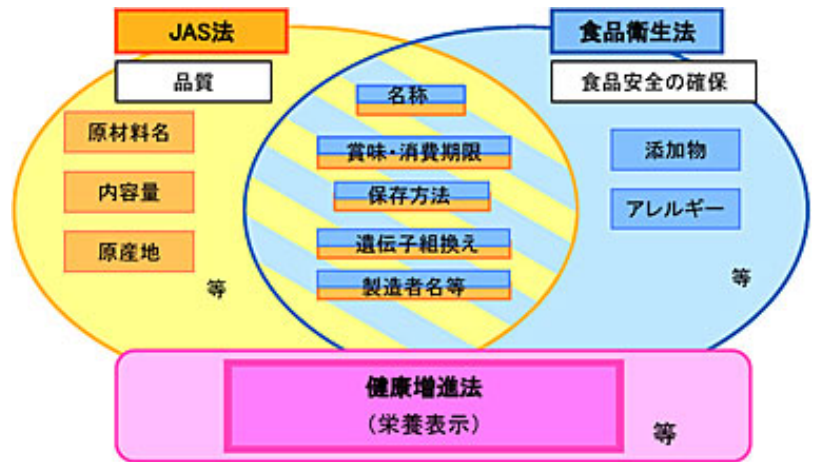 JAS法
食品衛生法
品質
食品安全の確保
原材料名
内容量
原産地
等
名称
賞味・消費期限
保存方法
遺伝子組換え
製造者名等
添加物
アレルギー
等
健康増進法
(栄養表示)
等